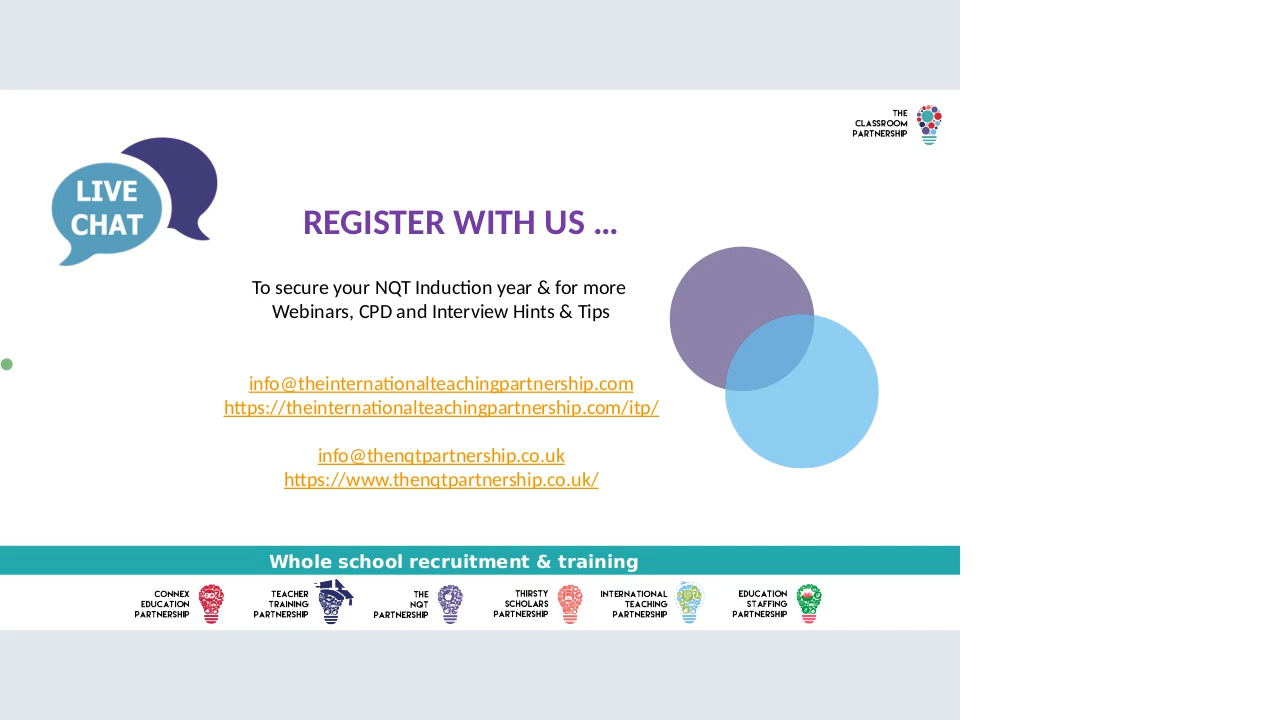 THE
CLASSROOM
PARTNERSHIP
LIVE
CHAT
REGISTER WITH US ...
To secure your NQT Induction year & for more
Webinars, CPD and Interview Hints & Tips
info@theinternationalteachingpartnership.com
https://theinternationalteachingpartnership.com/itp/
info@thenqtpartnership.co.uk
https://www.thenqtpartnership.co.uk/
Whole school recruitment & training
CONNEX
EDUCATION
PARTNERSHIP
TEACHER
TRAINING
PARTNERSHIP
THE
NQT
PARTNERSHIP
THIRSTY
SCHOLARS
PARTNERSHIP
INTERNATIONAL
TEACHING
PARTNERSHIP
EDUCATION
STAFFING
PARTNERSHIP